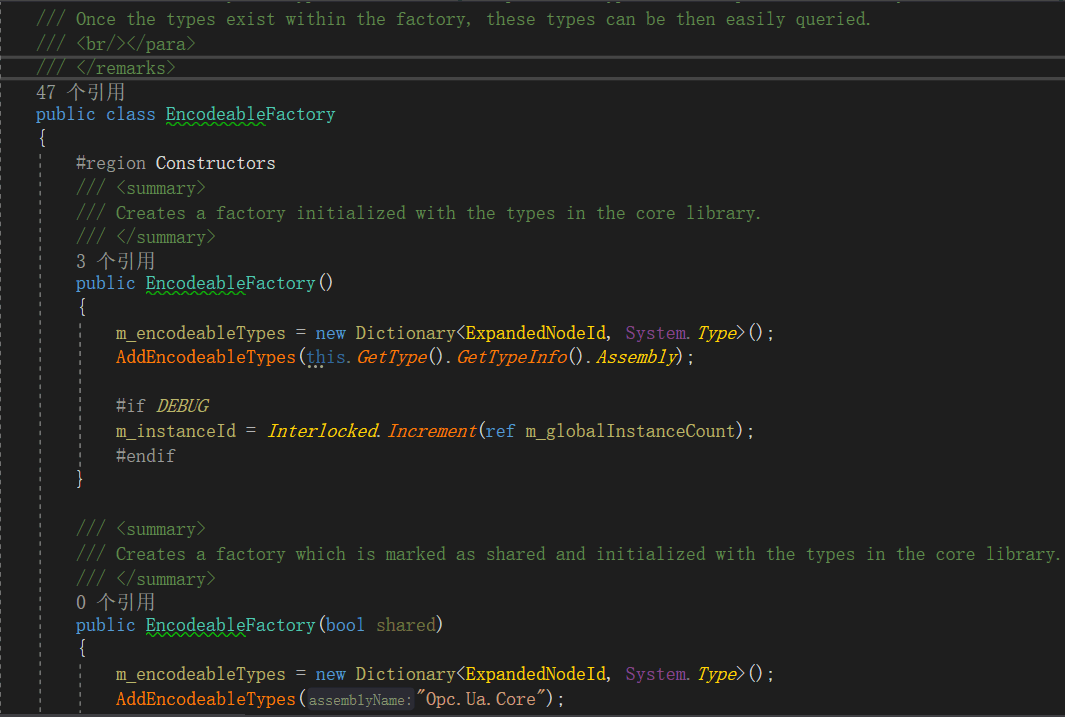 /// Once the types exist within the factory, these types can be then easily queried.
/// <br/></para>
/// </remarks>
47 个引用
public class EncodeableFactory
{
#region Constructors
/// <summary>
/// Creates a factory initialized with the types in the core library.
/// </summary>
3 个引用
public EncodeableFactory()
{
m_encodeableTypes = new Dictionary<ExpandedNodeId, System.Type>();
AddEncodeableTypes(this.GetType().GetTypeInfo().Assembly);
#if DEBUG
m_instanceId = Interlocked.Increment(ref m_globalInstanceCount);
#endif
}
/// <summary>
/// Creates a factory which is marked as shared and initialized with the types in the core library.
/// </summary>
0 个引用
public EncodeableFactory(bool shared)
{
m_encodeableTypes = new Dictionary<ExpandedNodeId, System.Type>();
AddEncodeableTypes(assemblyName:"Opc.Ua.Core");